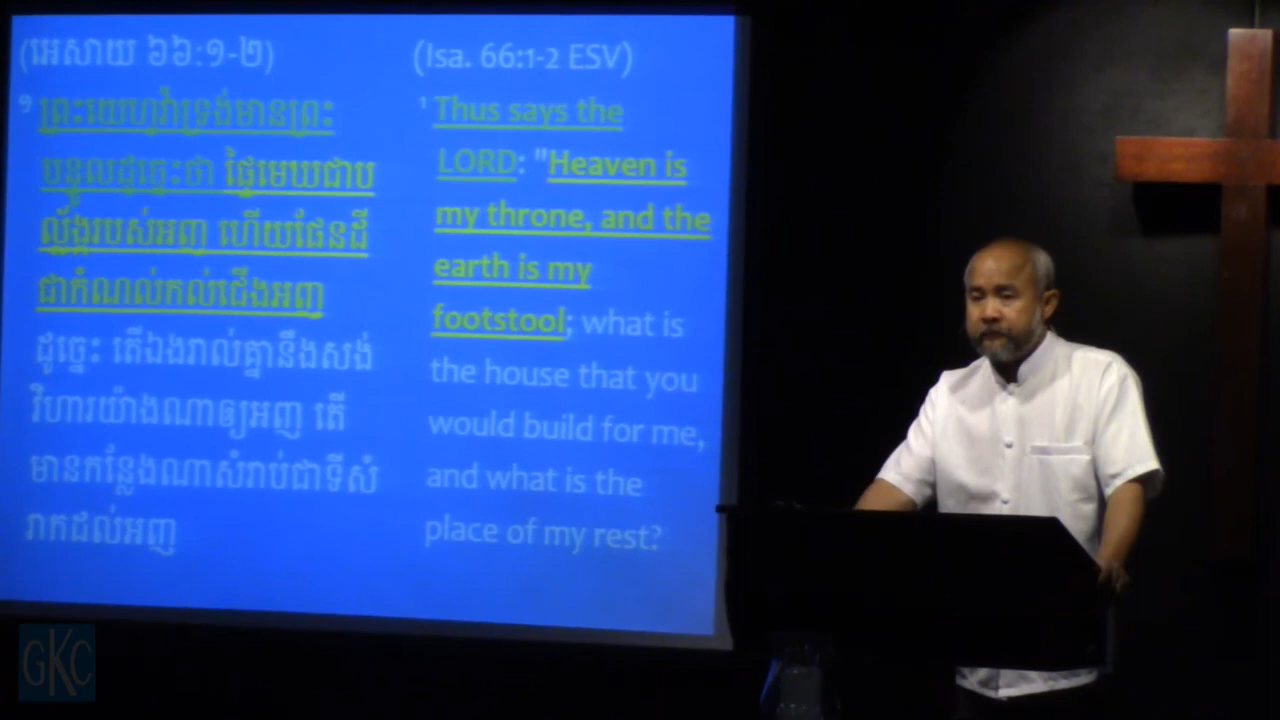 (អេសាយ ៦៦:១-២)
១ ព្រះយេហូវ៉ាទ្រង់មានព្រះ
បន្ទូលដូច្នេះថា ផ្ទៃមេឃជាប
ល្ល័ង្ករបស់អញ ហើយផែនដី
ជាកំណល់កល់ជើងអញ
ដូច្នេះ តើឯងរាល់គ្នានឹងសង់
វិហារយ៉ាងណាឲ្យអញ តើ
មានកន្លែងណាសំរាប់ជាទីសំ
រាកដល់អញ
(Isa. 66:1-2 ESV)
1 Thus says the
LORD: "Heaven is
my throne, and the
earth is my
footstool; what is
the house that you
would build for me,
and what is the
place of my rest?
GKC